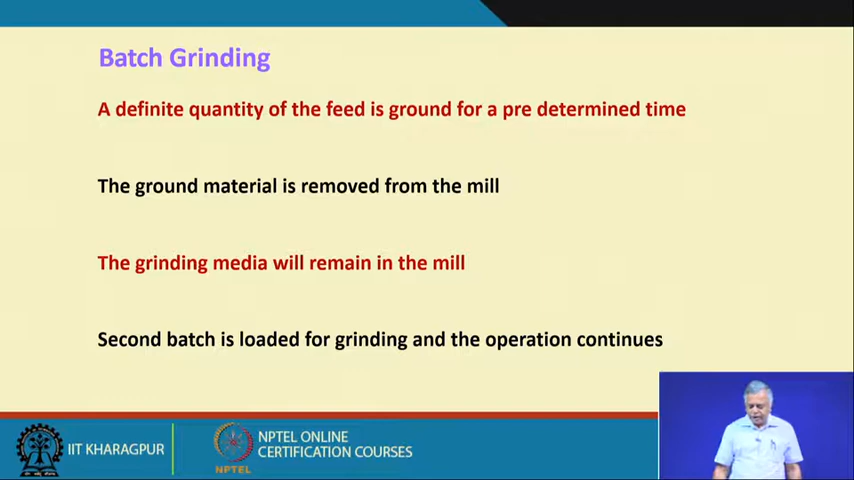 Batch Grinding
A definite quantity of the feed is ground for a pre determined time
The ground material is removed from the mill
The grinding media will remain in the mill
Second batch is loaded for grinding and the operation continues
IIT KHARAGPUR
NPTEL ONLINE
CERTIFICATION COURSES
NPTEL